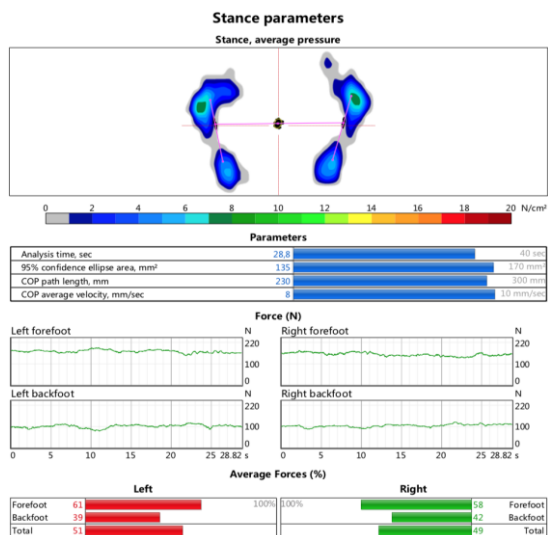 Stance parameters
Stance, average pressure
0 2 4 6 8 10 12 14 16 18 20 N/cm²
Parameters
Analysis time, sec 28,8 40 sec
95% confidence ellipse area, mm² 135 170 mm²
COP path length, mm 230 300 mm
COP average velocity, mm/sec 8 10 mm/sec
Force (N)
Left forefoot N Right forefoot N
220 220
100 100
0 0
Left backfoot N Right backfoot N
220 220
100 100
0 0
0 5 10 15 20 25 28.82 s 0 5 10 15 20 25 28.82 s
Average Forces (%)
Left Right
Forefoot 61 100% 100% 58 Forefoot
Backfoot 39 42 Backfoot
Total 51 49 Total